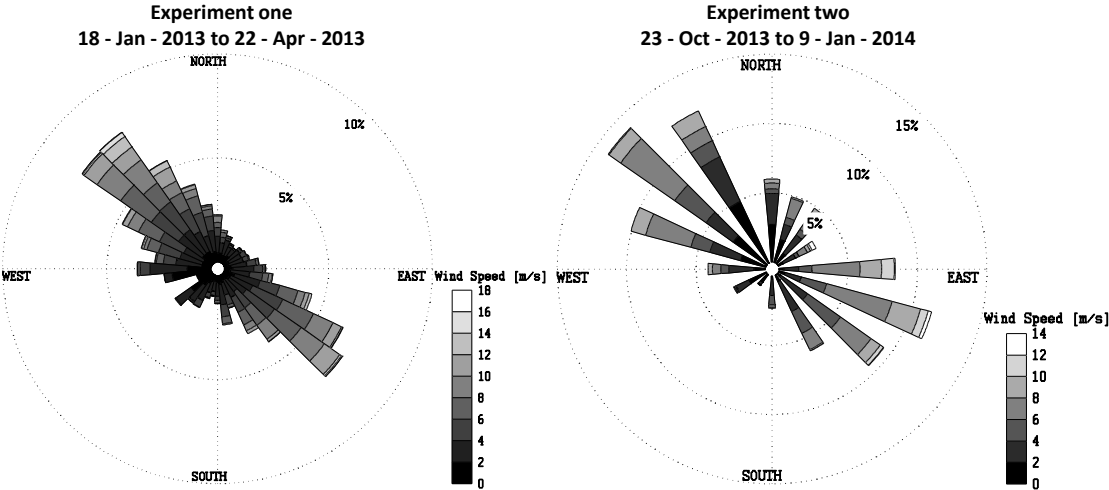 Experiment one
18 - Jan - 2013 to 22 - Apr - 2013
NORTH
10%
5%
WEST
EAST
SOUTH
Wind Speed [m/s]
18
16
14
12
10
8
6
4
2
0
Experiment two
23 - Oct - 2013 to 9 - Jan - 2014
NORTH
15%
10%
5%
WEST
EAST
SOUTH
Wind Speed [m/s]
14
12
10
8
6
4
2
0